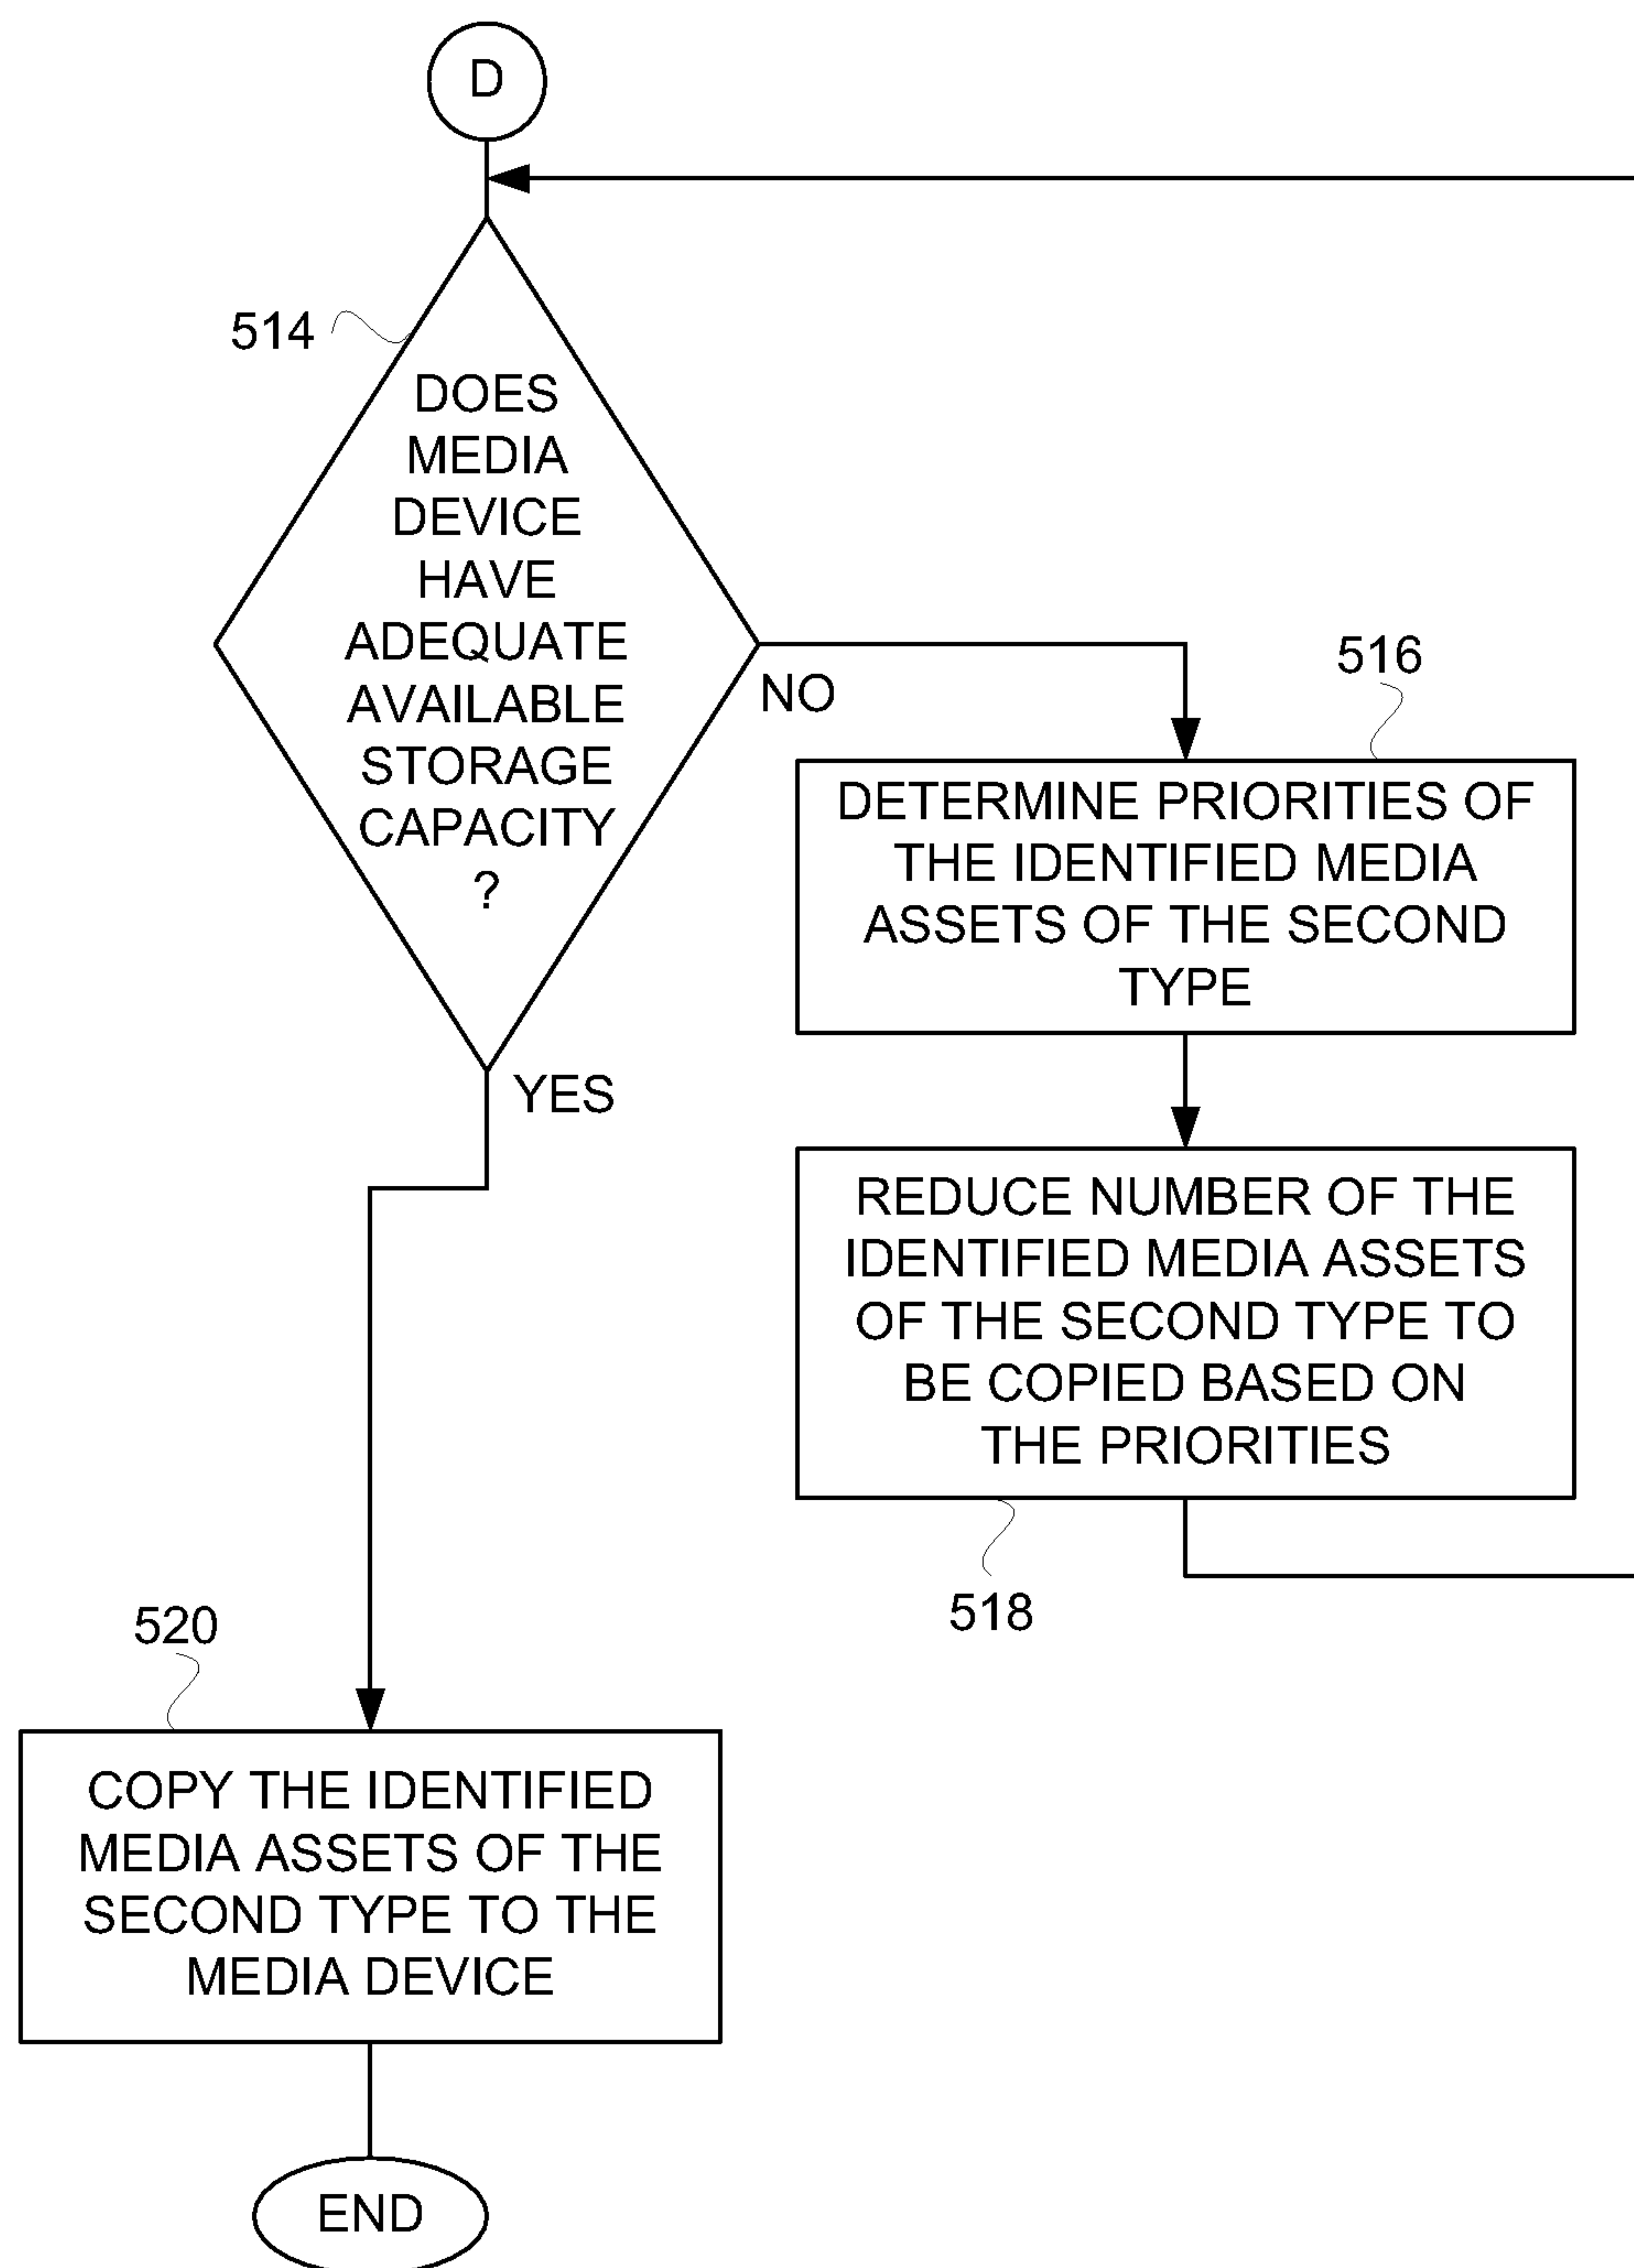 D
514
DOES
MEDIA
DEVICE
HAVE
ADEQUATE
AVAILABLE
STORAGE
CAPACITY
?
NO
YES
516
DETERMINE PRIORITIES OF
THE IDENTIFIED MEDIA
ASSETS OF THE SECOND
TYPE
REDUCE NUMBER OF THE
IDENTIFIED MEDIA ASSETS
OF THE SECOND TYPE TO
BE COPIED BASED ON
THE PRIORITIES
518
520
COPY THE IDENTIFIED
MEDIA ASSETS OF THE
SECOND TYPE TO THE
MEDIA DEVICE
END